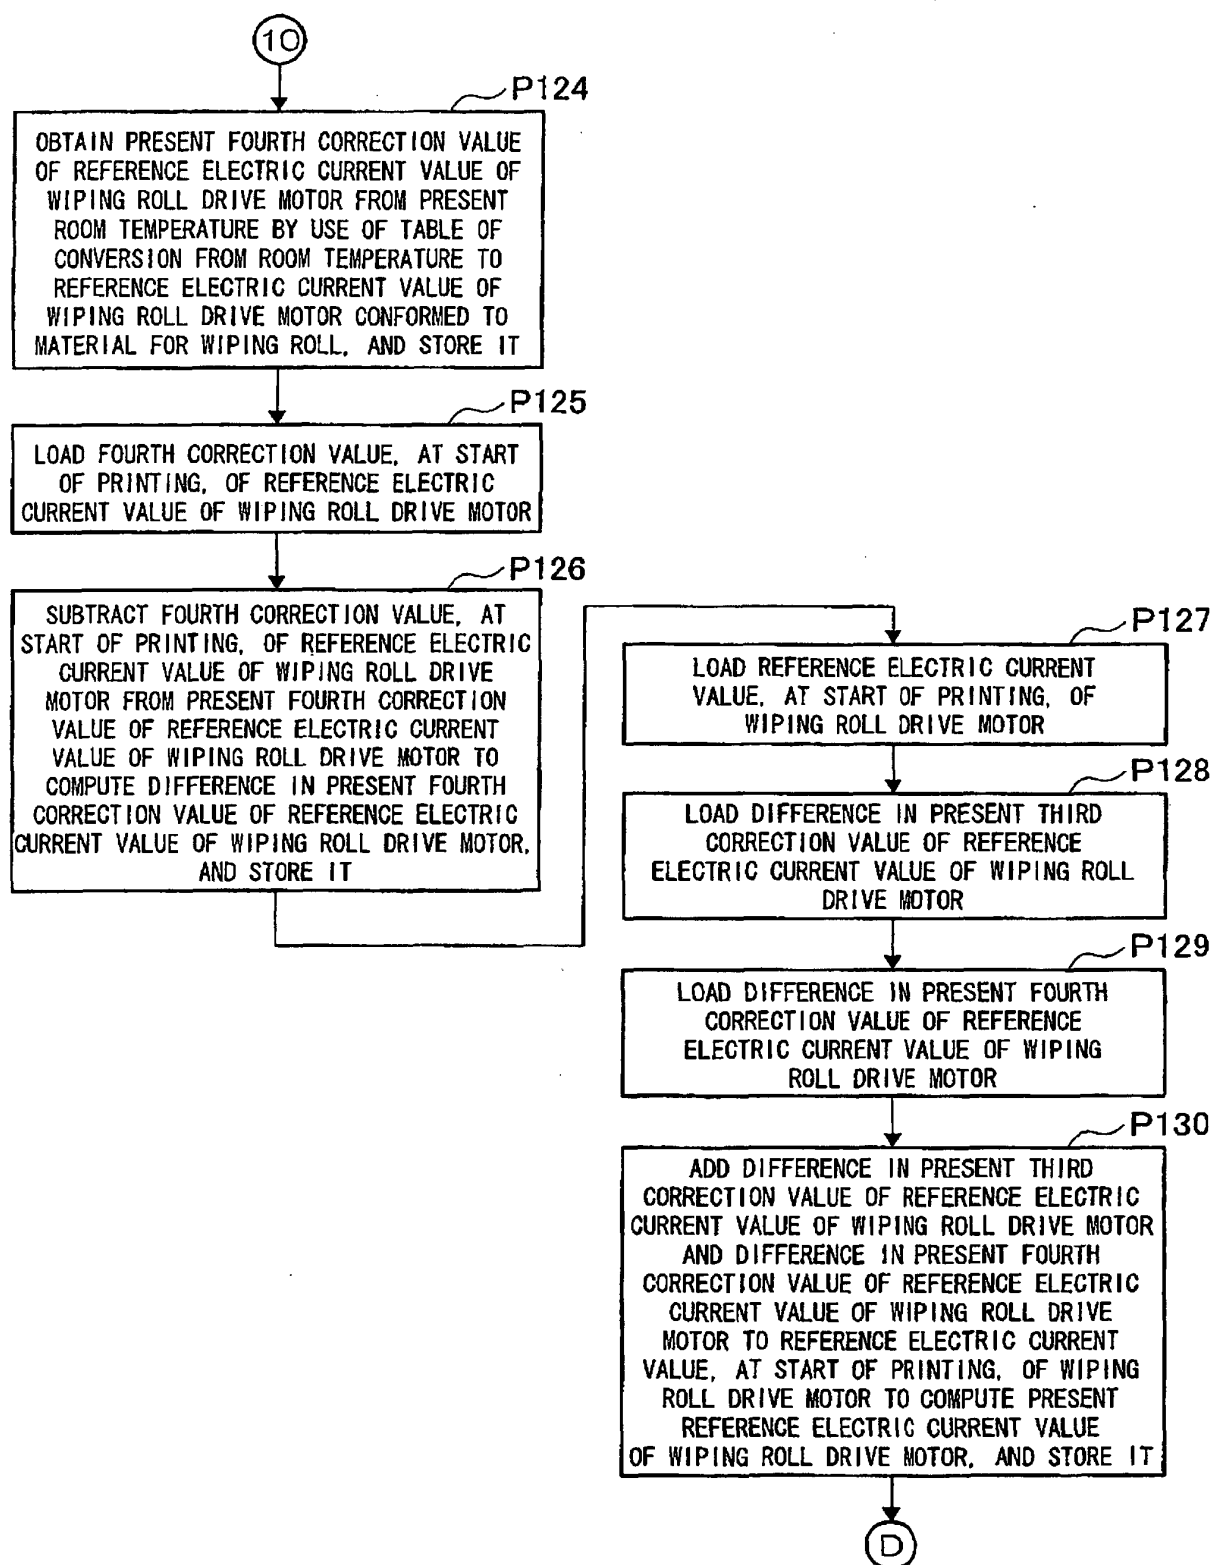 10
P124
OBTAIN PRESENT FOURTH CORRECTION VALUE
OF REFERENCE ELECTRIC CURRENT VALUE OF
WIPING ROLL DRIVE MOTOR FROM PRESENT
ROOM TEMPERATURE BY USE OF TABLE OF
CONVERSION FROM ROOM TEMPERATURE TO
REFERENCE ELECTRIC CURRENT VALUE OF
WIPING ROLL DRIVE MOTOR CONFORMED TO
MATERIAL FOR WIPING ROLL, AND STORE IT
P125
LOAD FOURTH CORRECTION VALUE, AT START
OF PRINTING, OF REFERENCE ELECTRIC
CURRENT VALUE OF WIPING ROLL DRIVE MOTOR
P126
SUBTRACT FOURTH CORRECTION VALUE, AT
START OF PRINTING, OF REFERENCE ELECTRIC
CURRENT VALUE OF WIPING ROLL DRIVE
MOTOR FROM PRESENT FOURTH CORRECTION
VALUE OF REFERENCE ELECTRIC CURRENT
VALUE OF WIPING ROLL DRIVE MOTOR TO
COMPUTE DIFFERENCE IN PRESENT FOURTH
CORRECTION VALUE OF REFERENCE ELECTRIC
CURRENT VALUE OF WIPING ROLL DRIVE MOTOR,
AND STORE IT
P127
LOAD REFERENCE ELECTRIC CURRENT
VALUE, AT START OF PRINTING, OF
WIPING ROLL DRIVE MOTOR
P128
LOAD DIFFERENCE IN PRESENT THIRD
CORRECTION VALUE OF REFERENCE
ELECTRIC CURRENT VALUE OF WIPING ROLL
DRIVE MOTOR
P129
LOAD DIFFERENCE IN PRESENT FOURTH
CORRECTION VALUE OF REFERENCE
ELECTRIC CURRENT VALUE OF WIPING
ROLL DRIVE MOTOR
P130
ADD DIFFERENCE IN PRESENT THIRD
CORRECTION VALUE OF REFERENCE ELECTRIC
CURRENT VALUE OF WIPING ROLL DRIVE MOTOR
AND DIFFERENCE IN PRESENT FOURTH
CORRECTION VALUE OF REFERENCE ELECTRIC
CURRENT VALUE OF WIPING ROLL DRIVE
MOTOR TO REFERENCE ELECTRIC CURRENT
VALUE, AT START OF PRINTING, OF WIPING
ROLL DRIVE MOTOR TO COMPUTE PRESENT
REFERENCE ELECTRIC CURRENT VALUE
OF WIPING ROLL DRIVE MOTOR, AND STORE IT
D